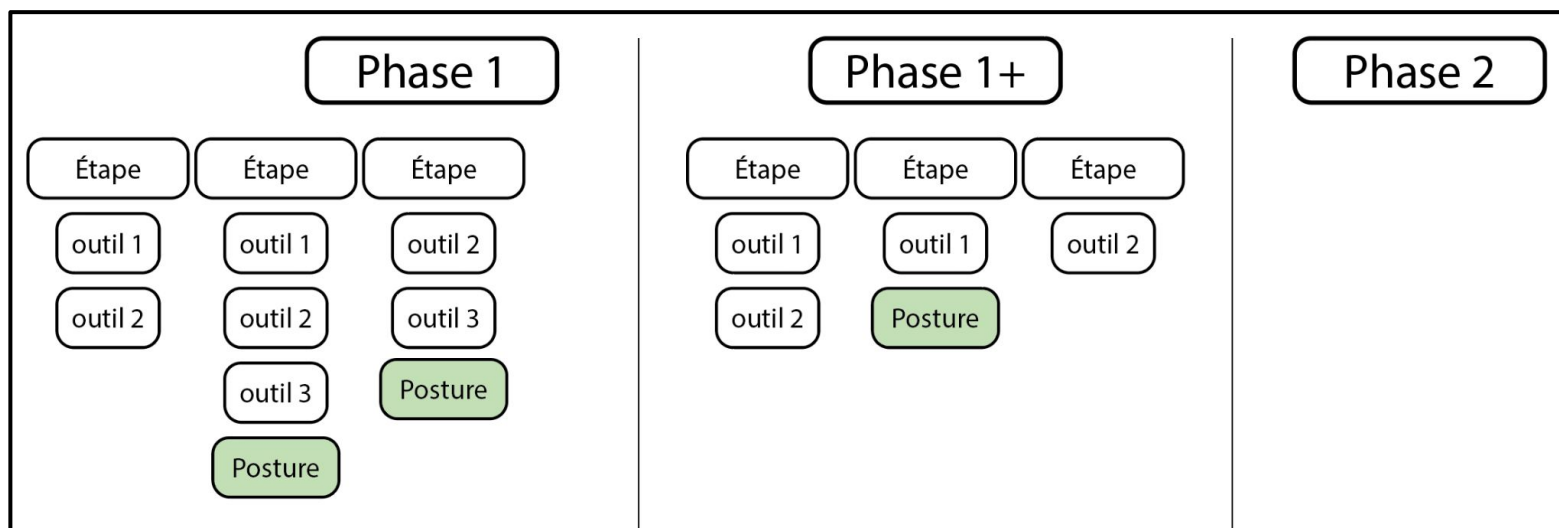 Phase 1
Phase 1+
Phase 2
Étape
Étape
Étape
outil 1
outil 1
outil 2
outil 2
outil 2
outil 3
outil 3
Posture
Posture
Étape
Étape
Étape
outil 1
outil 1
outil 2
outil 2
Posture